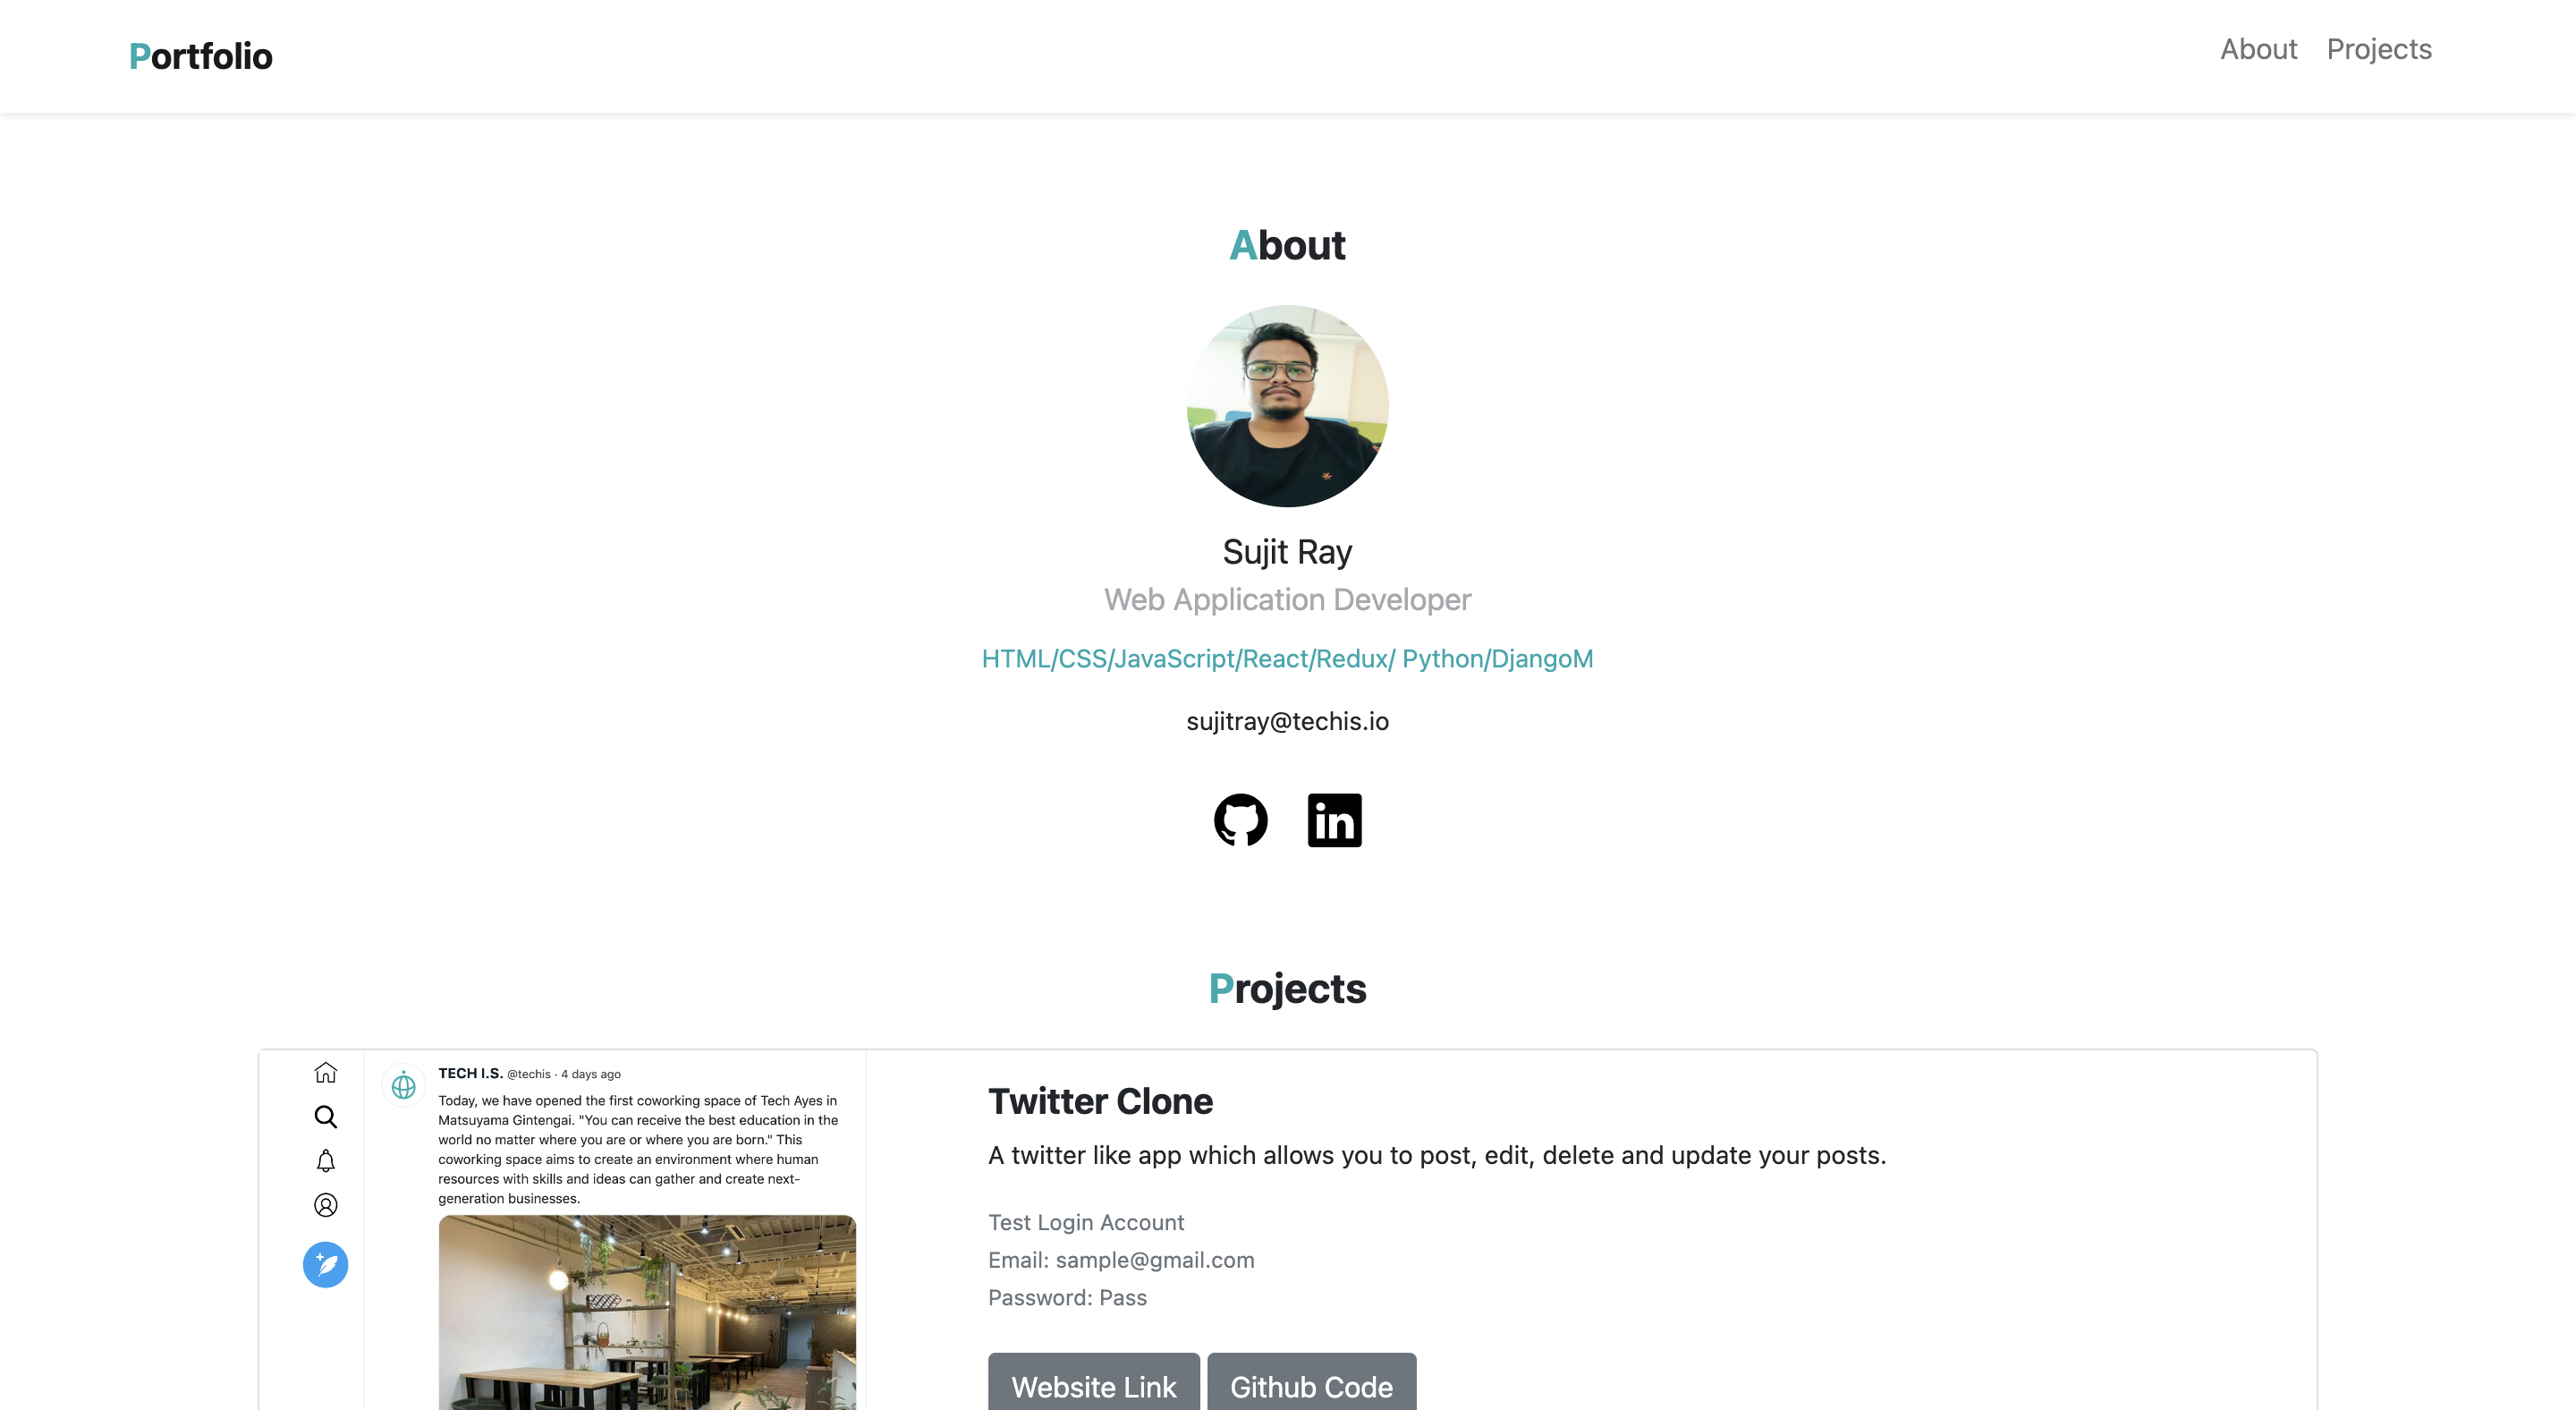 Portfolio
About
Projects
About
Sujit Ray
Web Application Developer
HTML/CSS/JavaScript/React/Redux/ Python/DjangoM
sujitray@techis.io
in
Projects
TECH I.S. @techis · 4 days ago
Today, we have opened the first coworking space of Tech Ayes in
Matsuyama Gintengai. "You can receive the best education in the
world no matter where you are or where you are born." This
coworking space aims to create an environment where human
resources with skills and ideas can gather and create next-
generation businesses.
Twitter Clone
A twitter like app which allows you to post, edit, delete and update your posts.
Test Login Account
Email: sample@gmail.com
Password: Pass
Website Link
Github Code